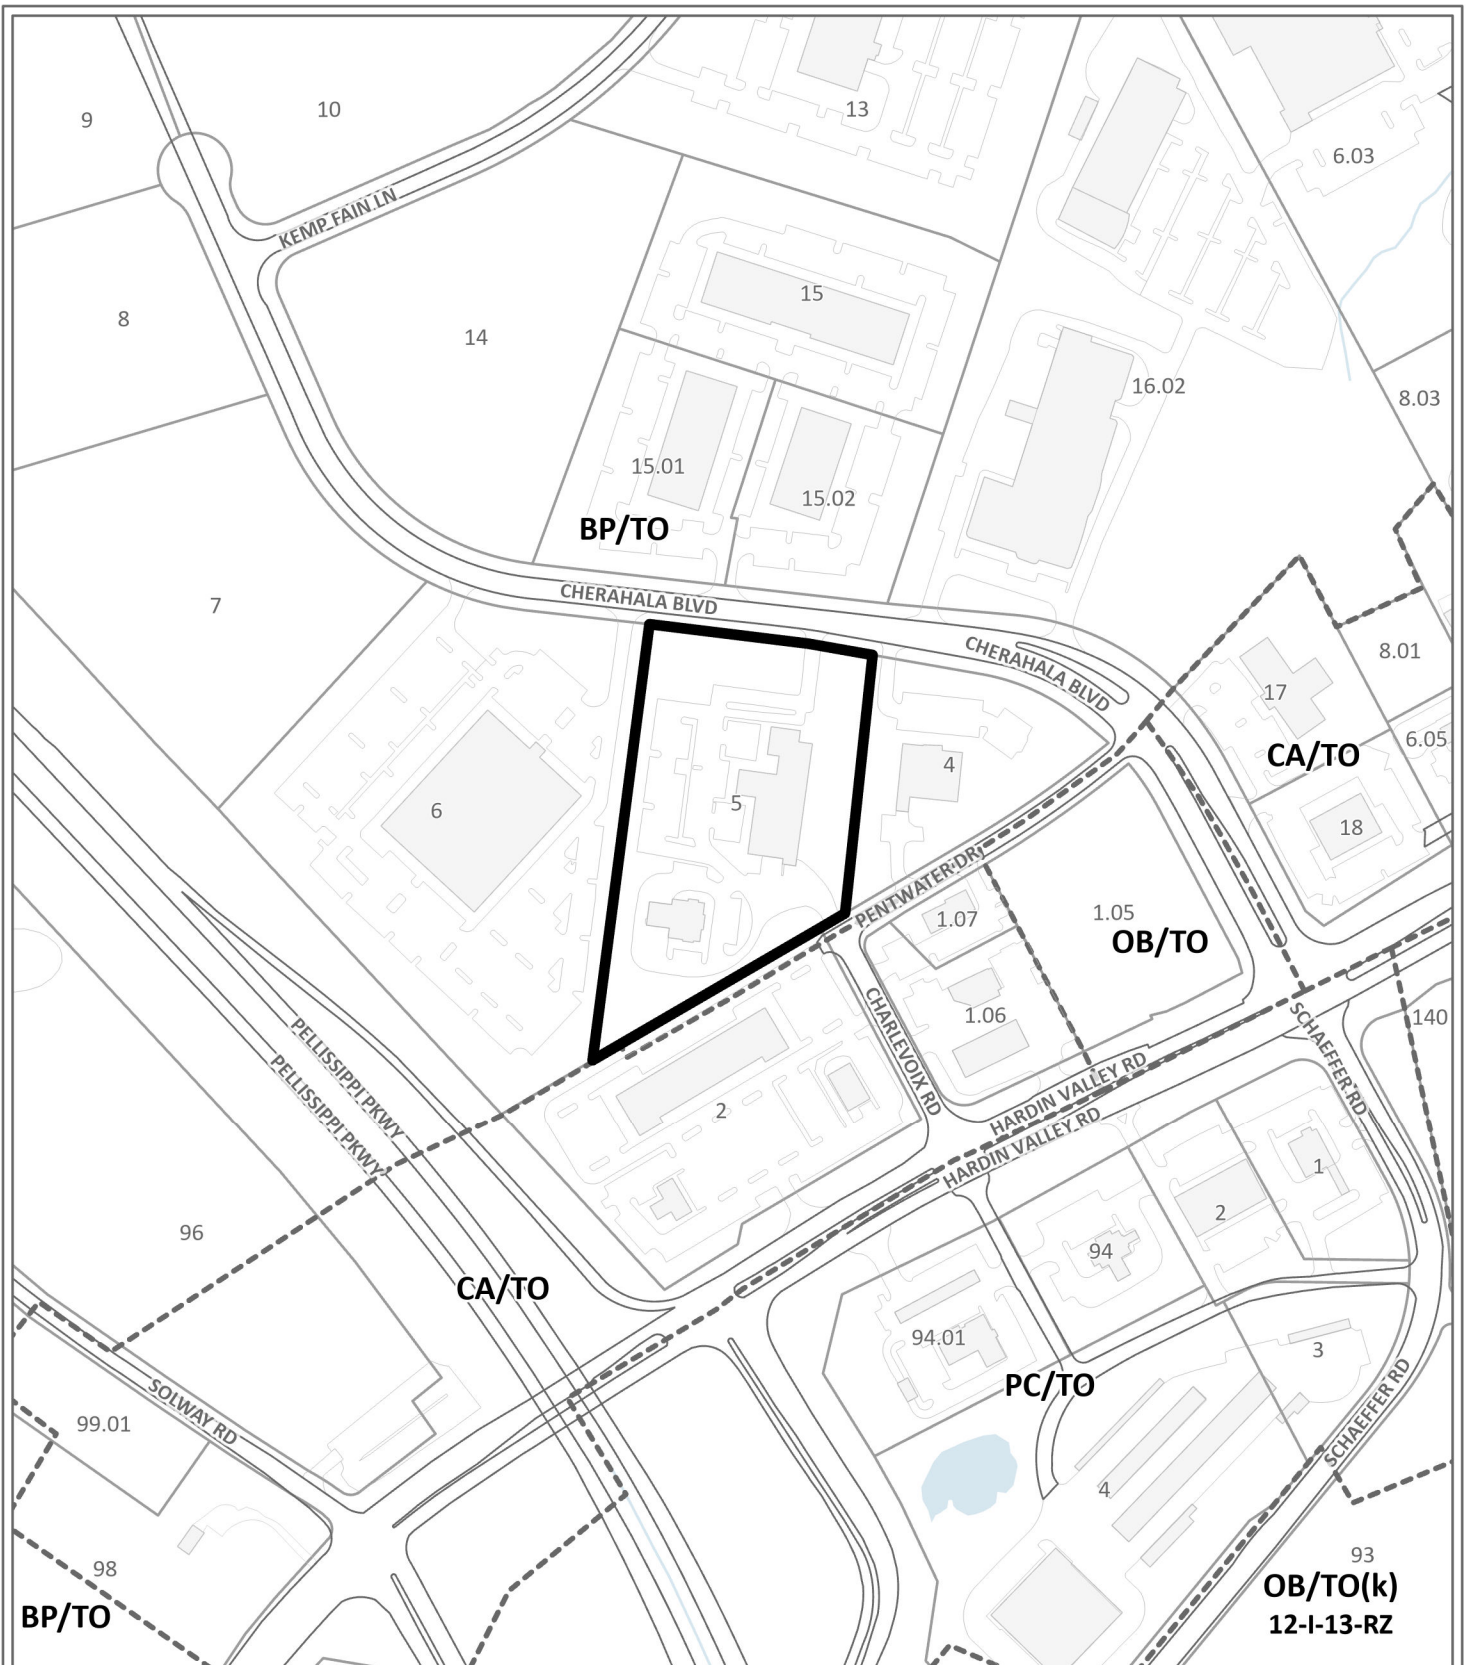 9
10
13
6.03
KEMP FAIN LN
8
14
15
16.02
8.03
15.01
15.02
BP/TO
7
CHERAHALA BLVD
CHERAHALA BLVD
8.01
17
6.05
CA/TO
4
6
5
18
PENTWATER DR
1.07
1.05
OB/TO
1.06
CHARLEVOIX RD
SCHAEFFER RD
140
PELLISSIPPI PKWY
PELLISSIPPI PKWY
2
HARDIN VALLEY RD
HARDIN VALLEY RD
1
2
94
96
CA/TO
94.01
3
PC/TO
SOLWAY RD
99.01
SCHAEFFER RD
4
98
93
OB/TO(k)
12-I-13-RZ
BP/TO